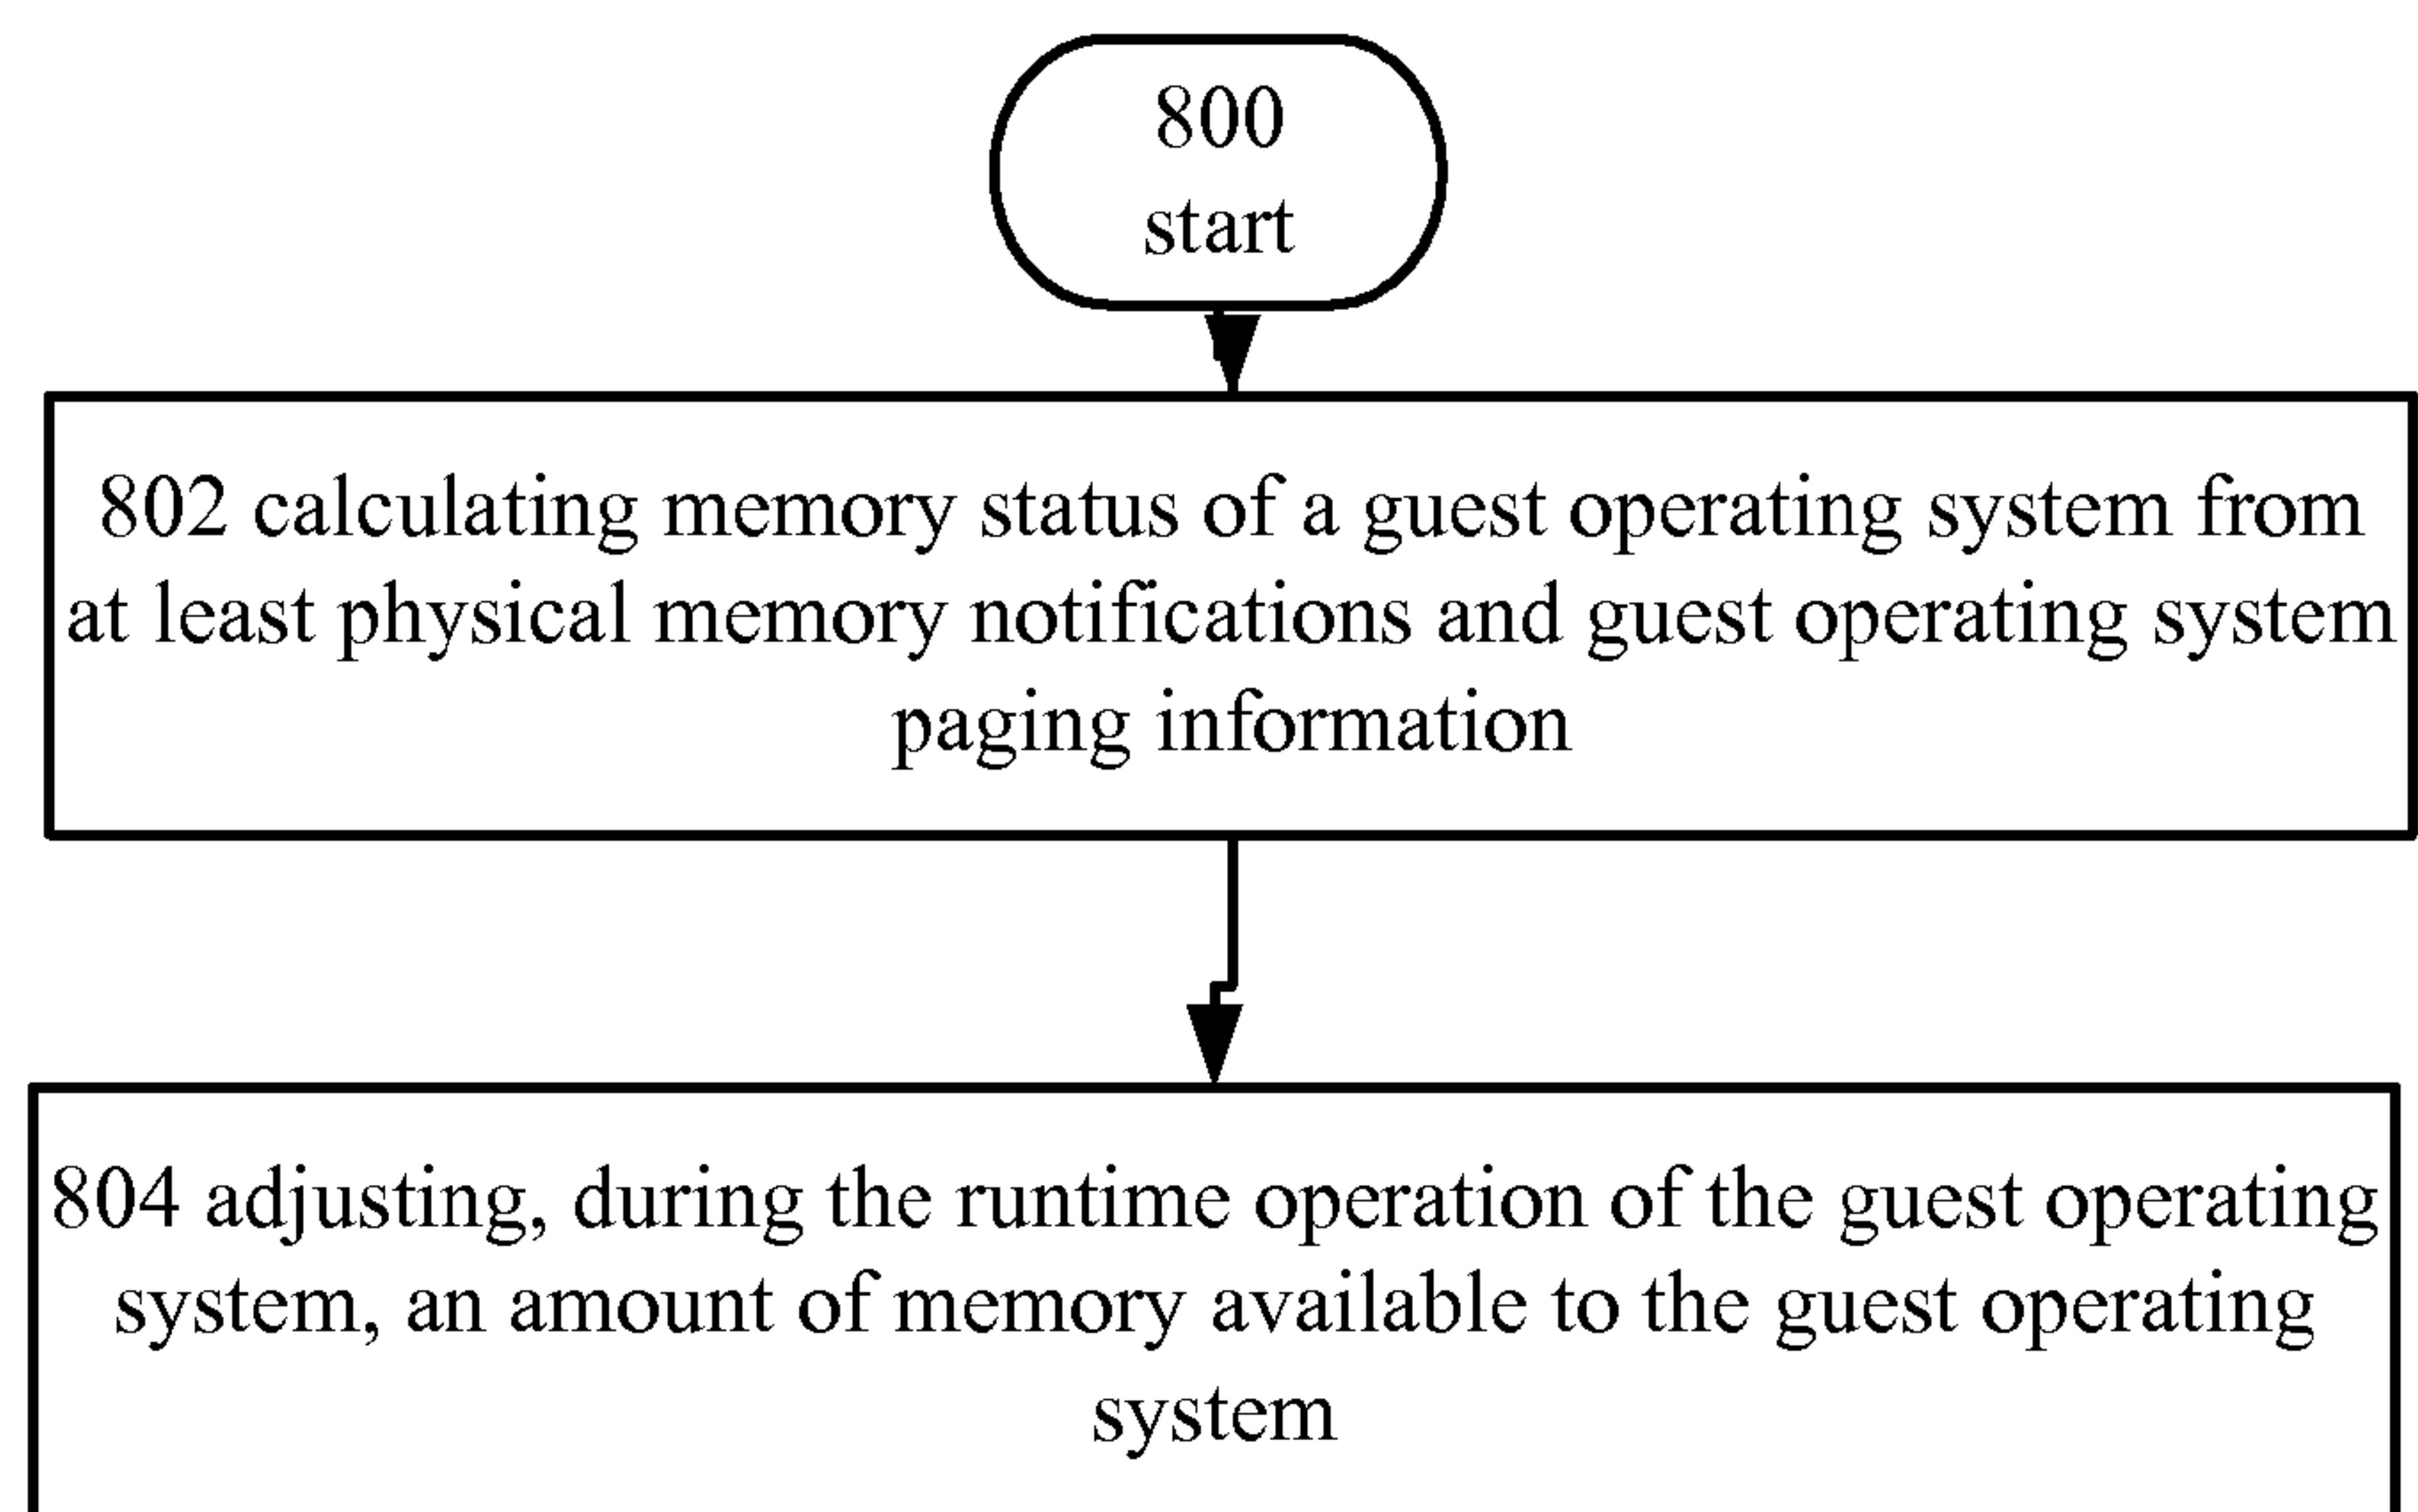 800
start
802 calculating memory status of a guest operating system from
at least physical memory notifications and guest operating system
paging information
804 adjusting, during the runtime operation of the guest operating
system, an amount of memory available to the guest operating
system